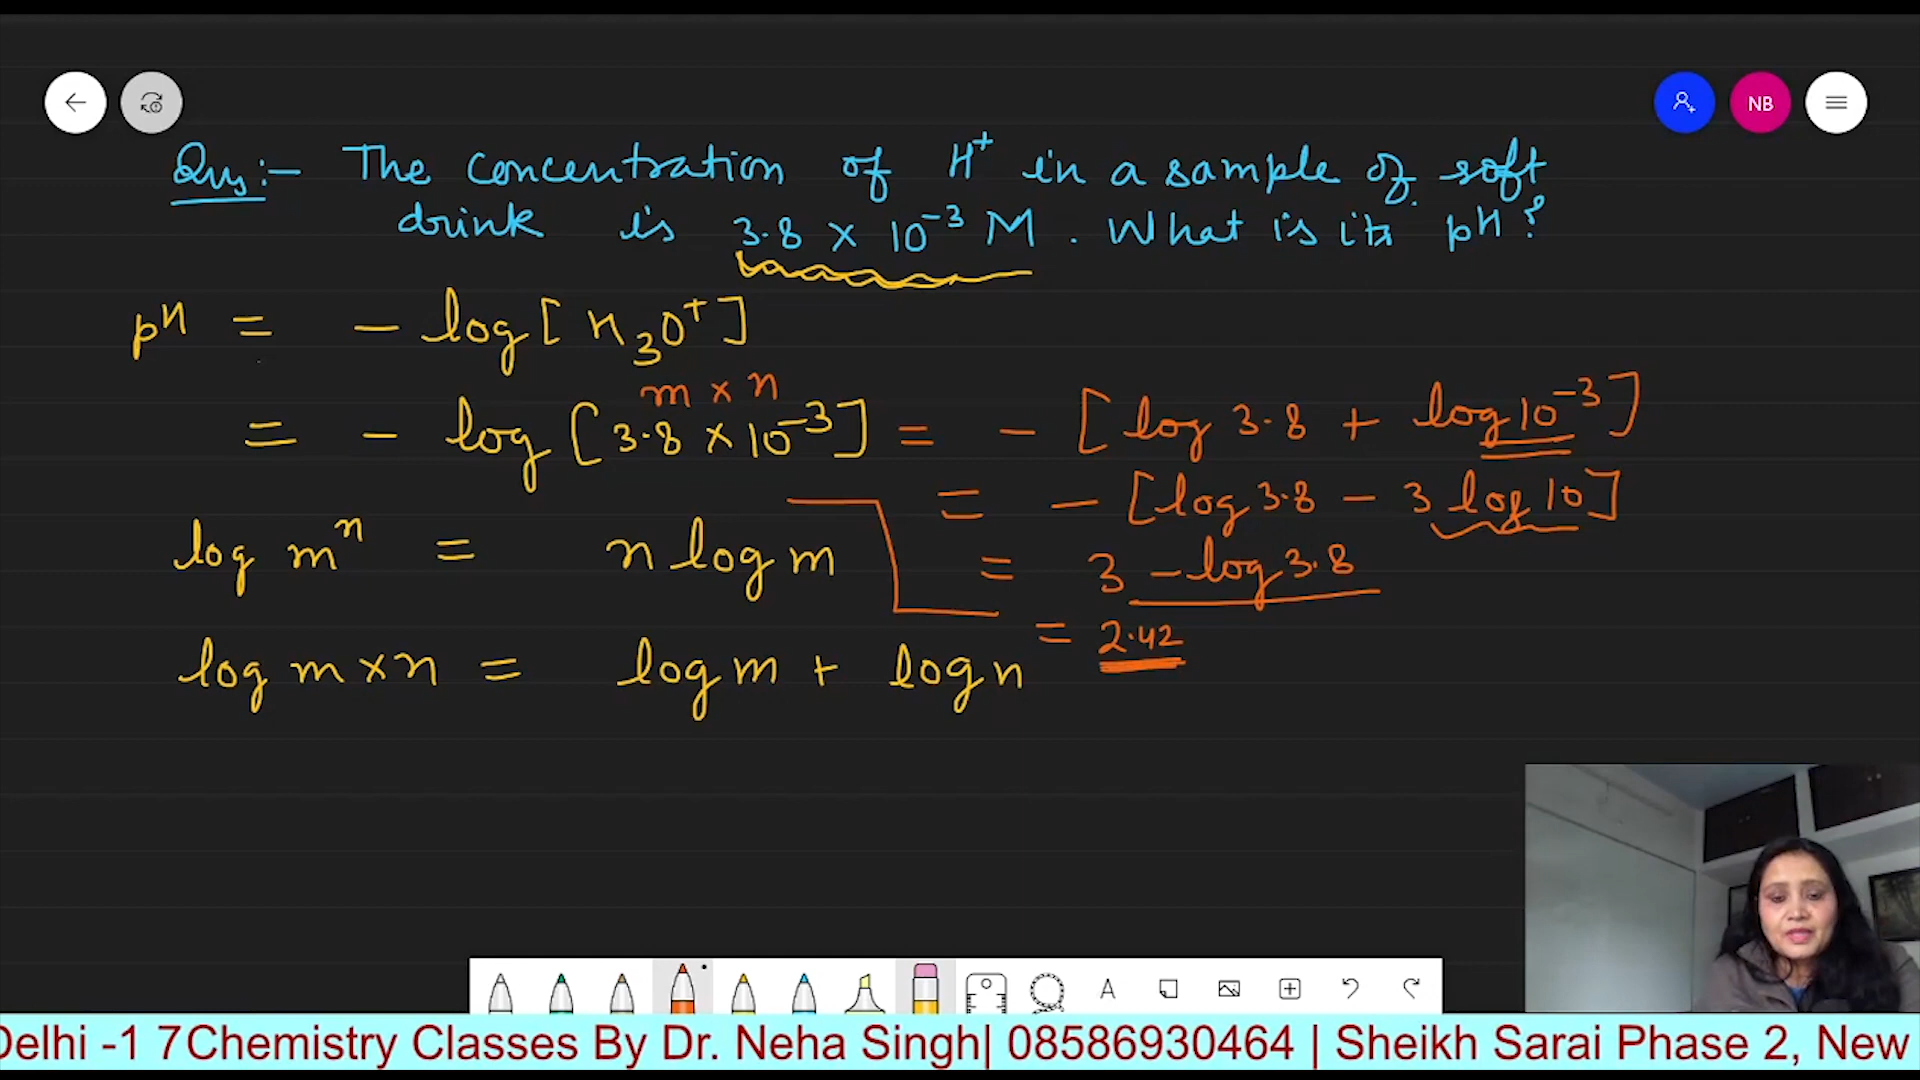 NB
Qus:- The concentration of H⁺ in a sample of soft
drink is 3.8 × 10⁻³ M. What is its pH?
pH = - log [H₃O⁺]
m × n
= - log [3.8 × 10⁻³] = - [log 3.8 + log 10⁻³]
= - [log 3.8 - 3 log 10]
log mⁿ = n log m
= 3 - log 3.8
= 2.42
log m × n = log m + log n
A
Delhi -1 7Chemistry Classes By Dr. Neha Singh| 08586930464 | Sheikh Sarai Phase 2, New